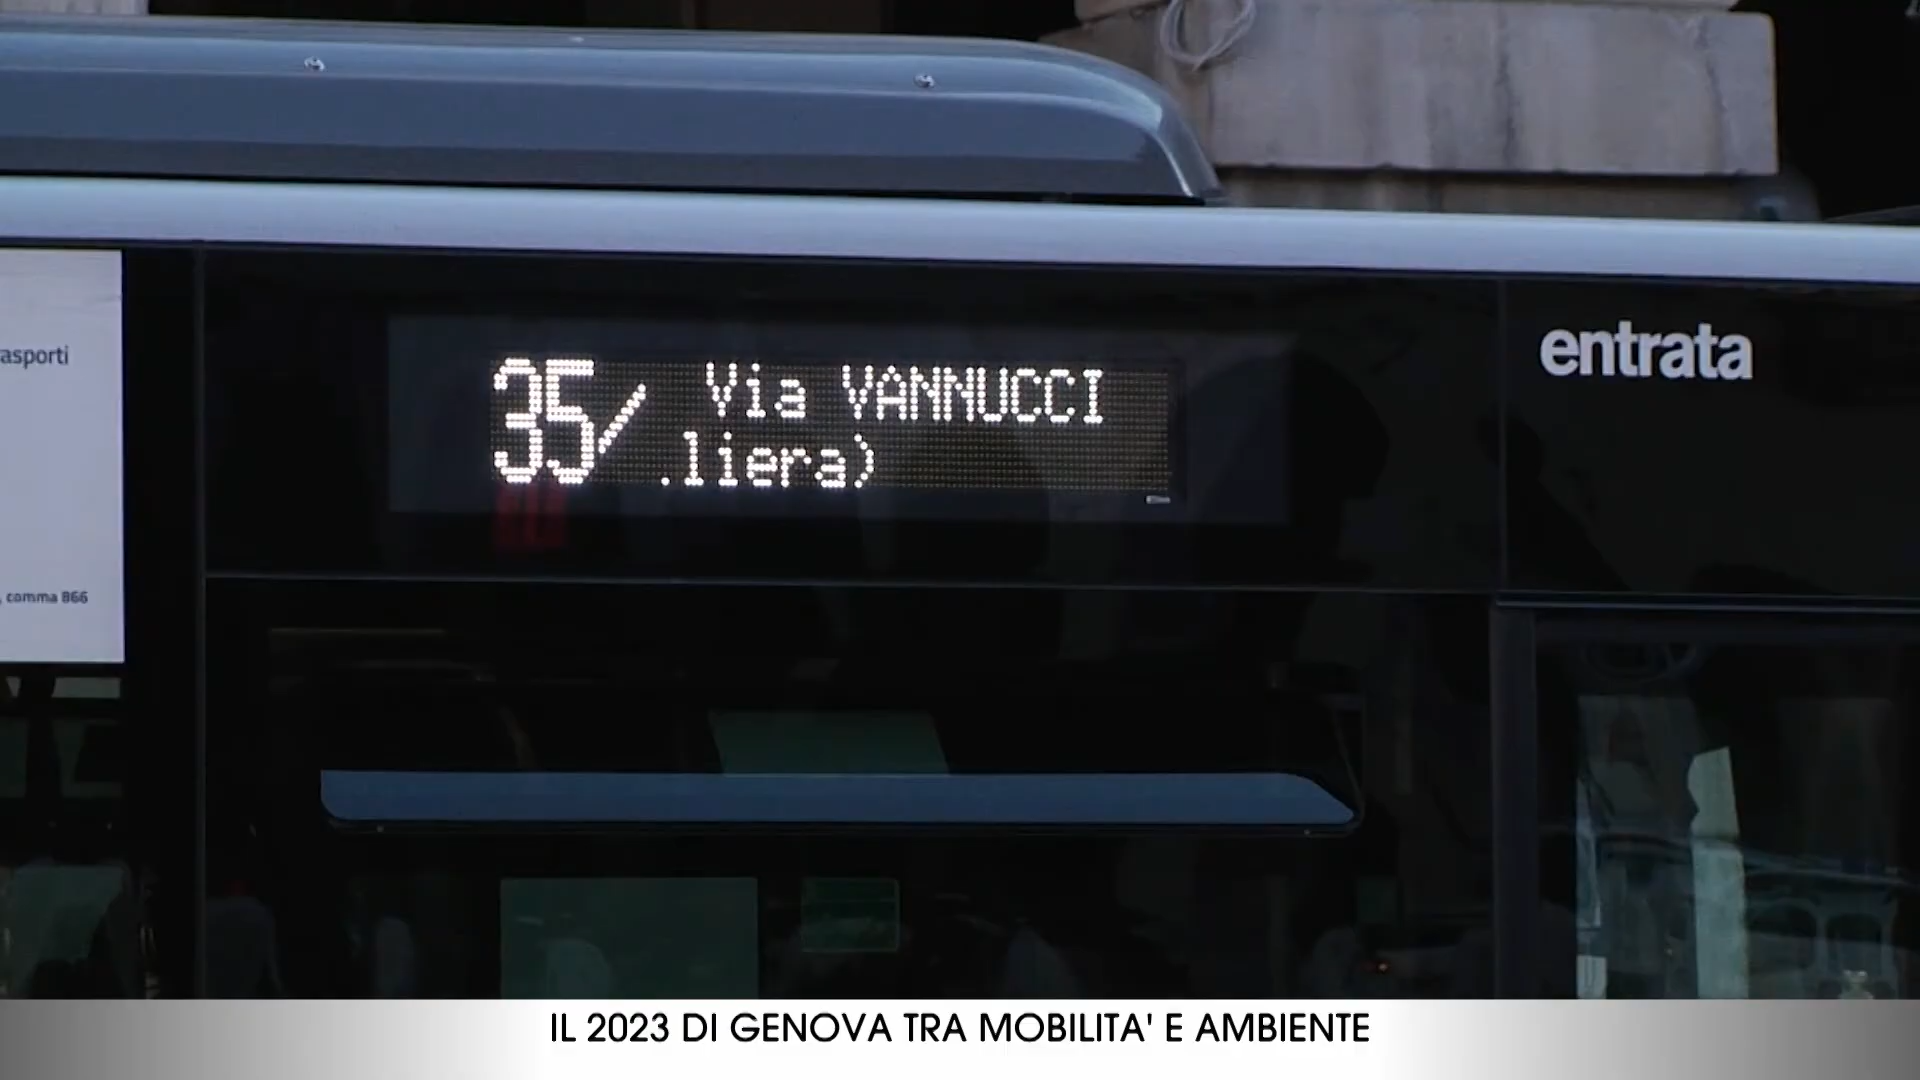 asporti
, comma 866
35/ Via VANNUCCI
.liera)
entrata
IL 2023 DI GENOVA TRA MOBILITA' E AMBIENTE